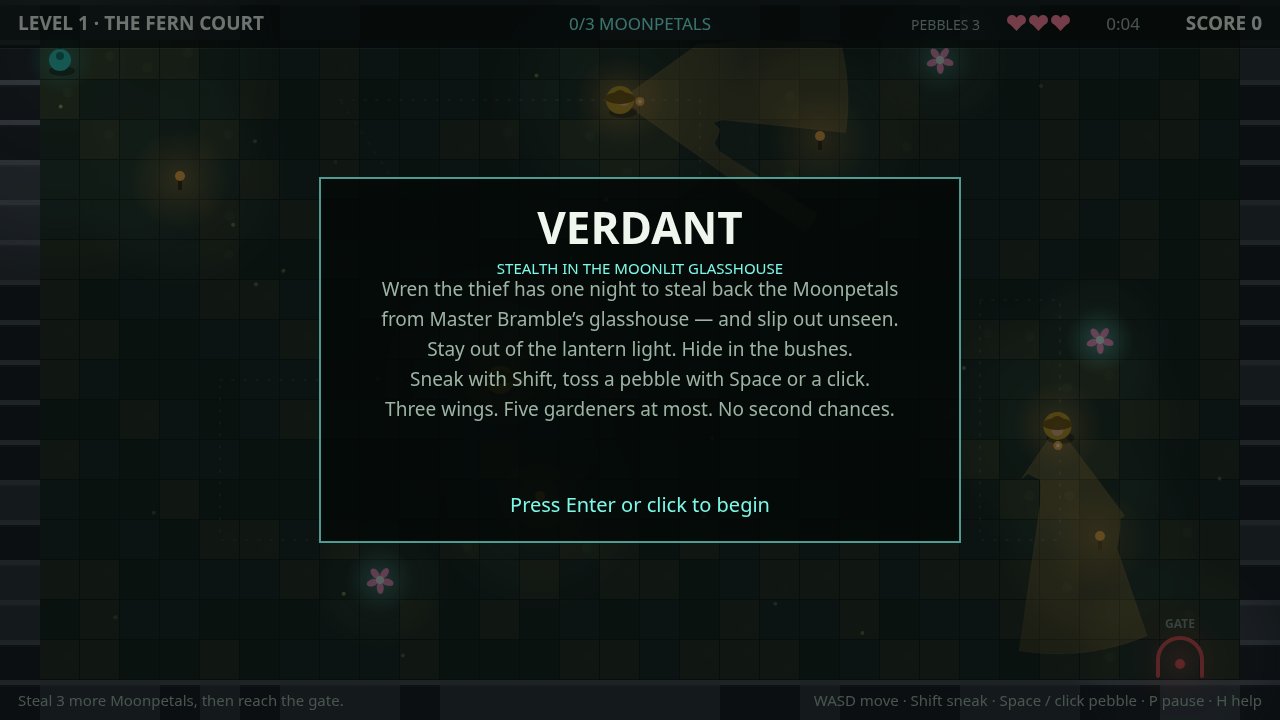 LEVEL 1 · THE FERN COURT
0/3 MOONPETALS
PEBBLES 3
0:04
SCORE 0
VERDANT
STEALTH IN THE MOONLIT GLASSHOUSE
Wren the thief has one night to steal back the Moonpetals
from Master Bramble’s glasshouse — and slip out unseen.
Stay out of the lantern light. Hide in the bushes.
Sneak with Shift, toss a pebble with Space or a click.
Three wings. Five gardeners at most. No second chances.
Press Enter or click to begin
GATE
Steal 3 more Moonpetals, then reach the gate.
WASD move · Shift sneak · Space / click pebble · P pause · H help